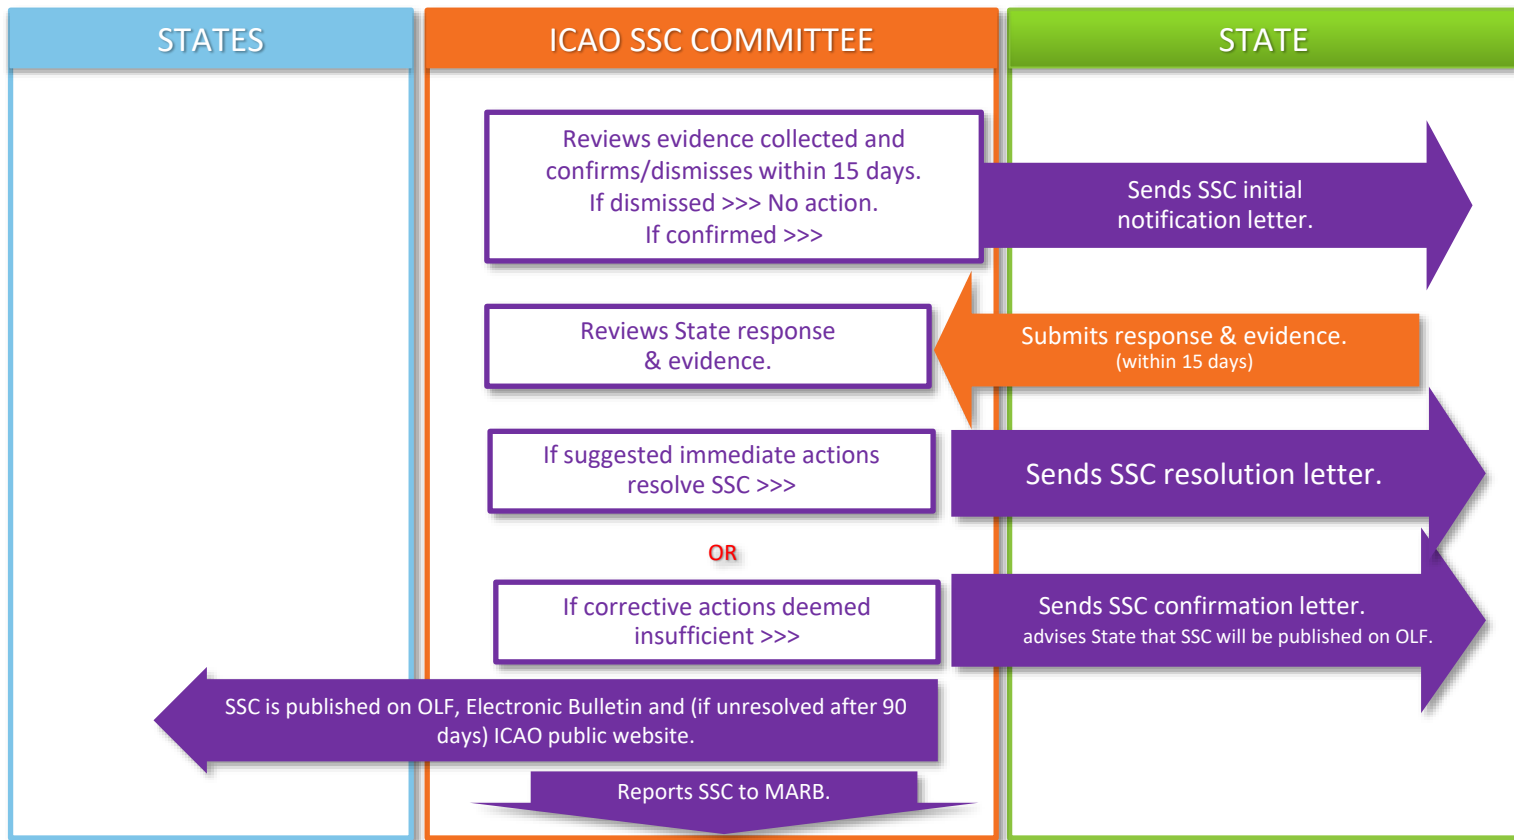 STATES
ICAO SSC COMMITTEE
STATE
Reviews evidence collected and
confirms/dismisses within 15 days.
If dismissed >>> No action.
If confirmed >>>
Sends SSC initial
notification letter.
Reviews State response
& evidence.
Submits response & evidence.
(within 15 days)
If suggested immediate actions
resolve SSC >>>
Sends SSC resolution letter.
OR
If corrective actions deemed
insufficient >>>
Sends SSC confirmation letter.
advises State that SSC will be published on OLF.
SSC is published on OLF, Electronic Bulletin and (if unresolved after 90
days) ICAO public website.
Reports SSC to MARB.